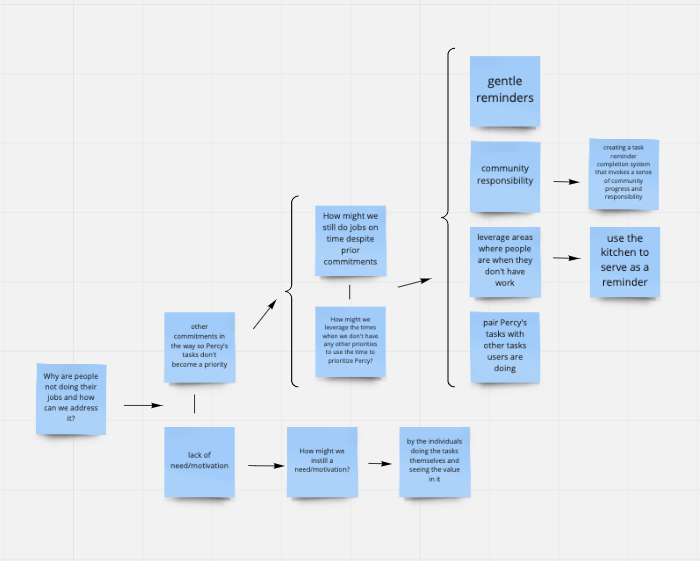 gentle
reminders
community
responsibility
creating a task
reminder
completion system
that invokes a sense
of community
progress and
responsibility
How might we
still do jobs on
time despite
prior
commitments
leverage areas
where people
are when they
don't have
work
use the
kitchen to
serve as a
reminder
other
commitments in
the way so Percy's
tasks don't
become a priority
How might we
leverage the times
when we don't have
any other priorities
to use the time to
prioritize Percy?
pair Percy's
tasks with
other tasks
users are
doing
Why are people
not doing their
jobs and how
can we address
it?
lack of
need/motivation
How might we
instill a
need/motivation?
by the individuals
doing the tasks
themselves and
seeing the value
in it